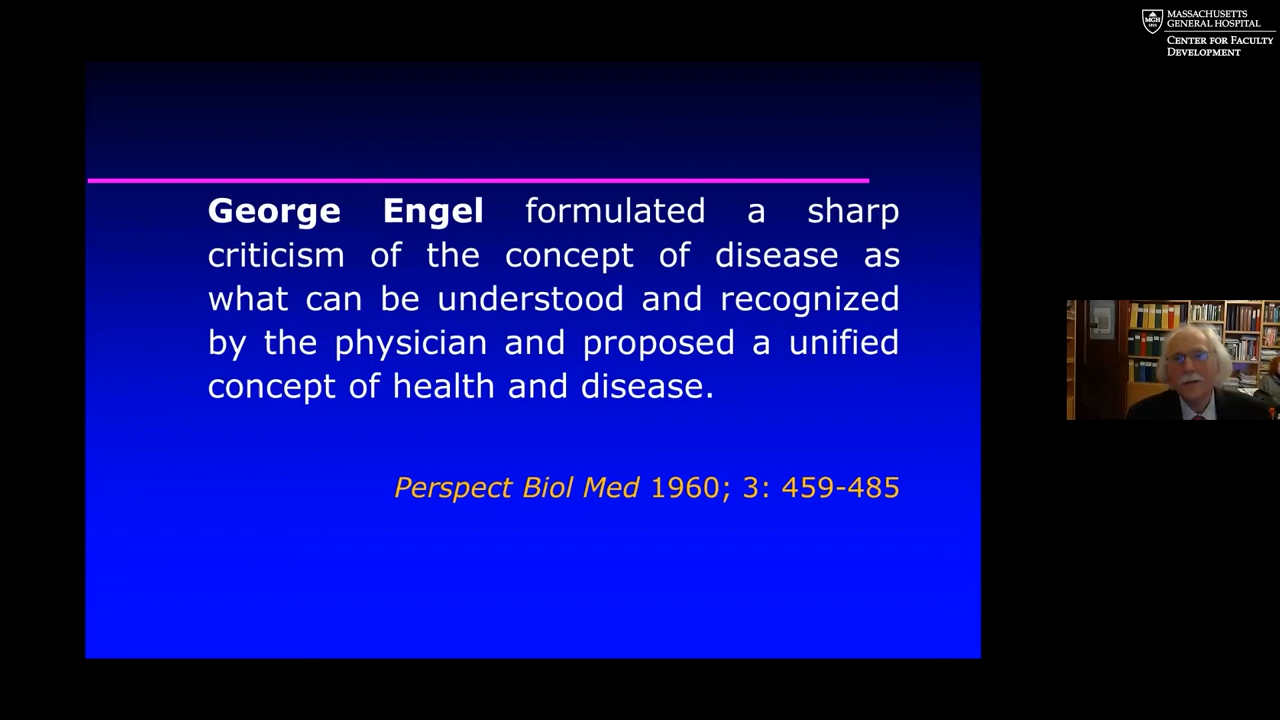 MASSACHUSETTS
GENERAL HOSPITAL
CENTER FOR FACULTY
DEVELOPMENT
MGH
1811
George Engel formulated a sharp
criticism of the concept of disease as
what can be understood and recognized
by the physician and proposed a unified
concept of health and disease.
Perspect Biol Med 1960; 3: 459-485